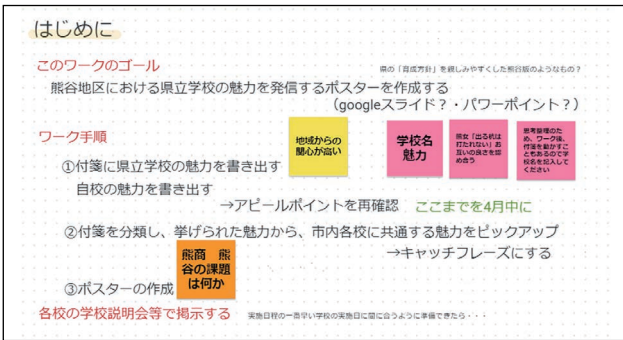 はじめに
このワークのゴール
県の「育成方針」を親しみやすくした熊谷版のようなもの？
熊谷地区における県立学校の魅力を発信するポスターを作成する
（googleスライド？・パワーポイント？）
ワーク手順
地域からの
関心が高い
学校名
魅力
熊女「出る杭は
打たれない」お
互いの良さを認
め合う
思考整理のた
め、ワーク後、
付箋を動かすこ
ともあるので学
校名を記入して
ください
①付箋に県立学校の魅力を書き出す
自校の魅力を書き出す
→アピールポイントを再確認　ここまでを4月中に
②付箋を分類し、挙げられた魅力から、市内各校に共通する魅力をピックアップ
→キャッチフレーズにする
熊商　熊
谷の課題
は何か
③ポスターの作成
各校の学校説明会等で掲示する
実施日程の一番早い学校の実施日に間に合うように準備できたら・・・